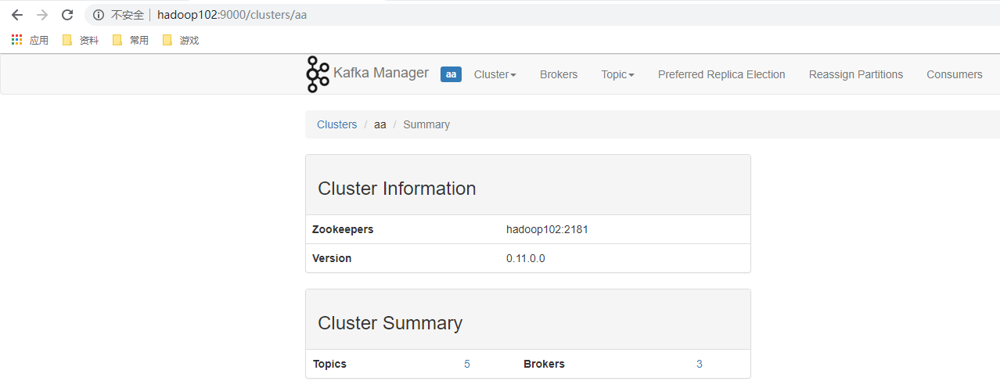 不安全 hadoop102:9000/clusters/aa
应用 资料 常用 游戏
Kafka Manager aa Cluster Brokers Topic Preferred Replica Election Reassign Partitions Consumers
Clusters / aa / Summary
Cluster Information
Zookeepers hadoop102:2181
Version 0.11.0.0
Cluster Summary
Topics 5 Brokers 3